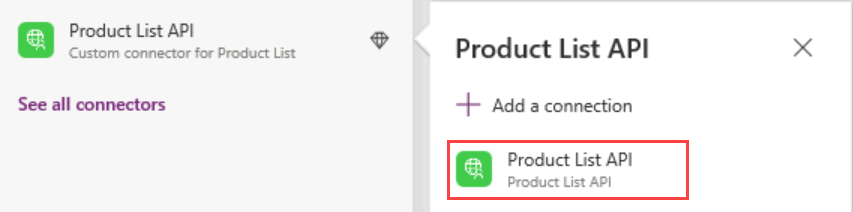 Product List API
Custom connector for Product List
See all connectors
Product List API
Add a connection
Product List API
Product List API